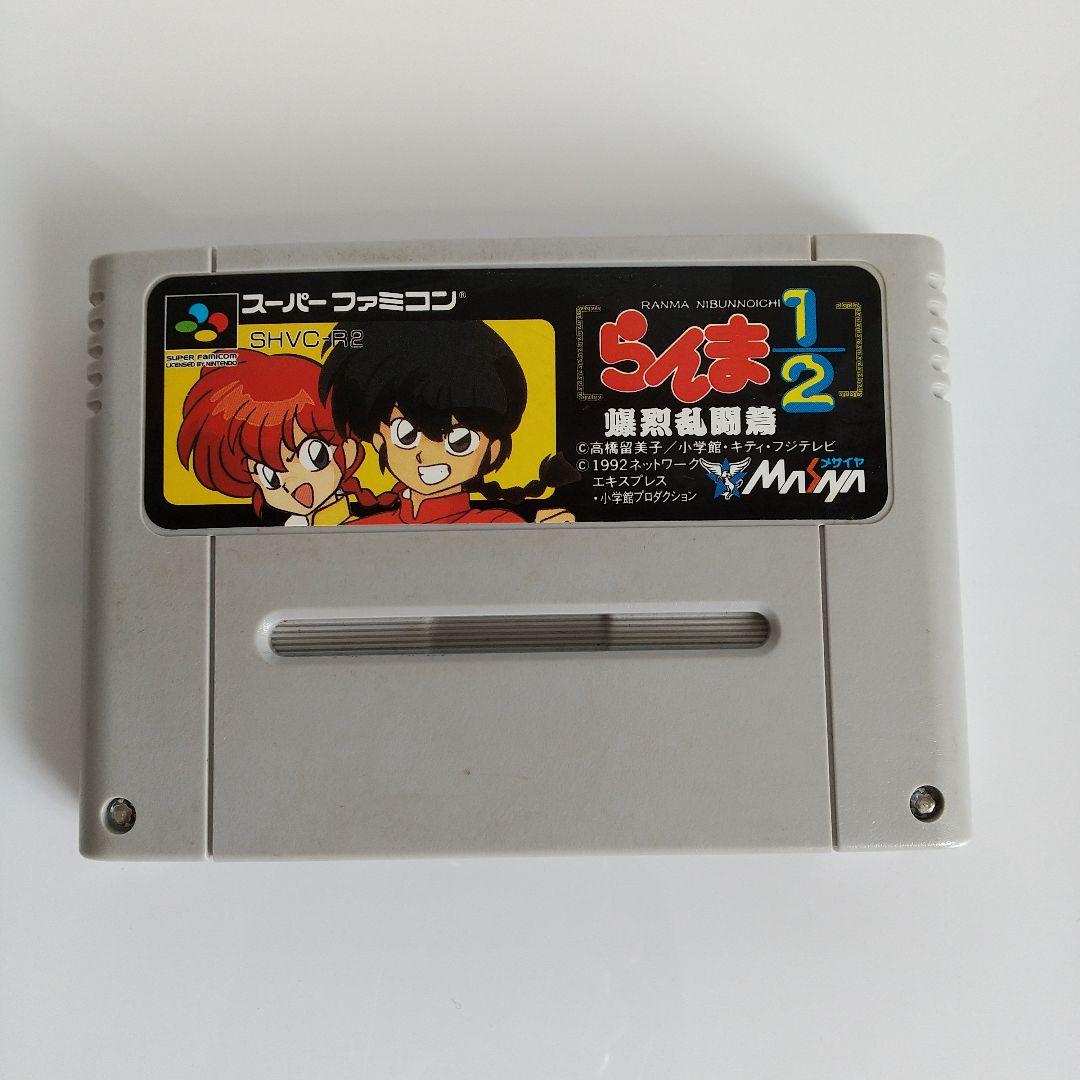 スーパーファミコン®
SHVC-R2
SUPER FAMICOM
LICENSED BY NINTENDO
RANMA NIBUNNOICHI
らんま1/2
爆烈乱闘篇
©高橋留美子／小学館・キティ・フジテレビ
©1992ネットワーク
エキスプレス
・小学館プロダクション
メサイヤ
MASAYA